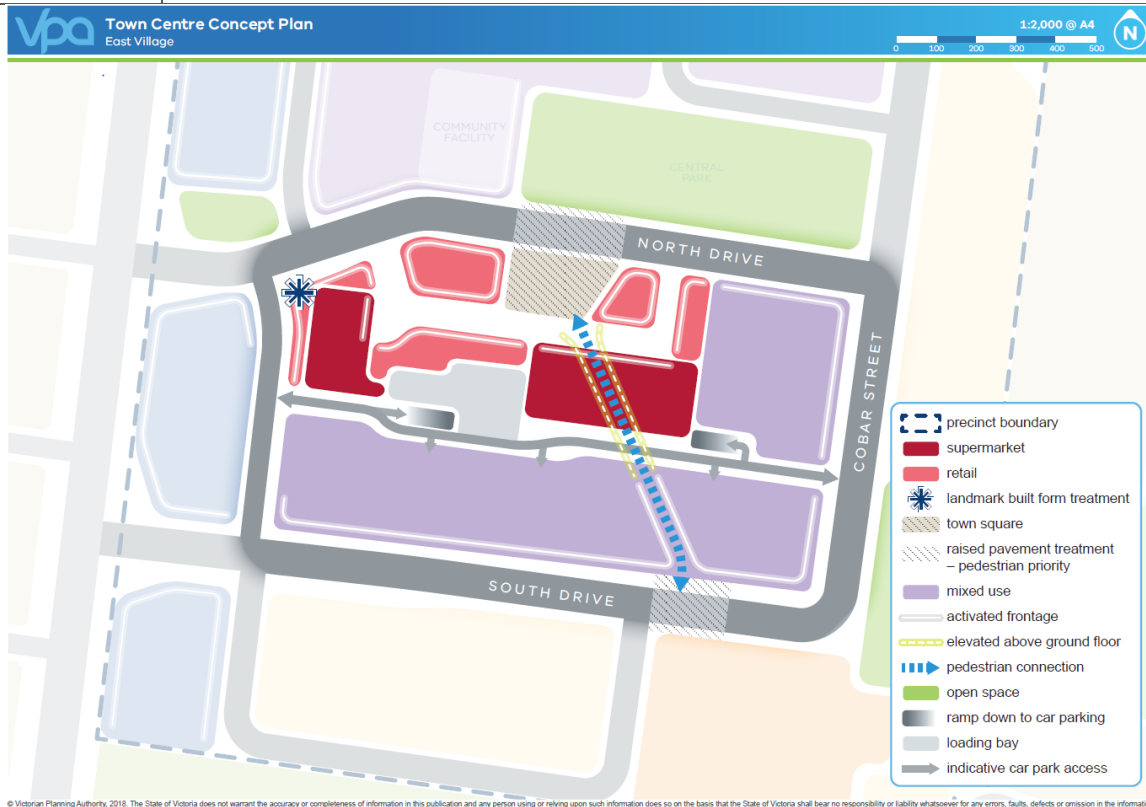 vpa
Town Centre Concept Plan
East Village
1:2,000 @ A4
0 100 200 300 400 500
N
COMMUNITY
FACILITY
CENTRAL
PARK
NORTH DRIVE
COBAR STREET
SOUTH DRIVE
precinct boundary
supermarket
retail
landmark built form treatment
town square
raised pavement treatment
– pedestrian priority
mixed use
activated frontage
elevated above ground floor
pedestrian connection
open space
ramp down to car parking
loading bay
indicative car park access
© Victorian Planning Authority, 2018. The State of Victoria does not warrant the accuracy or completeness of information in this publication and any person using or relying upon such information does so on the basis that the State of Victoria shall bear no responsibility or liability whatsoever for any errors, faults, defects or omission in the informati